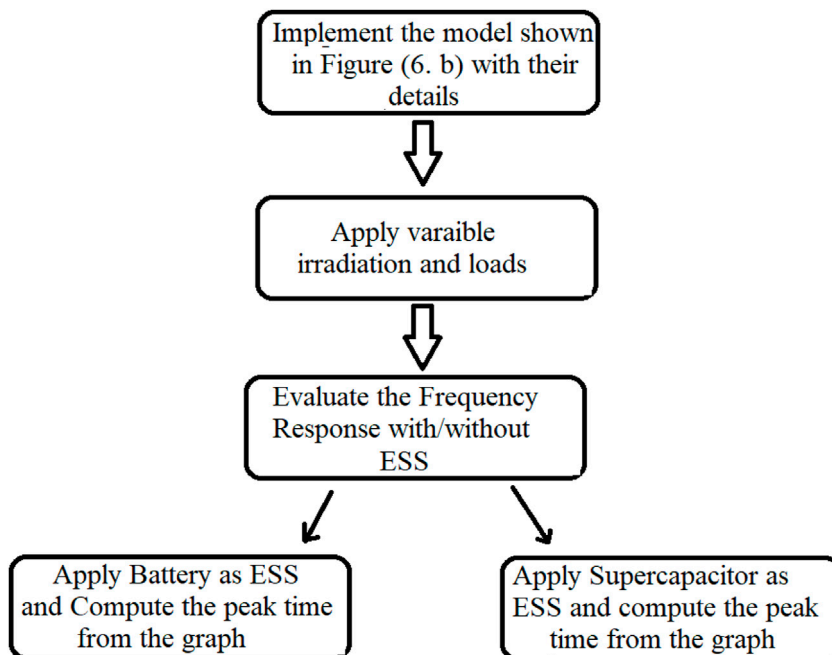 Implement the model shown
in Figure (6. b) with their
details
Apply varaible
irradiation and loads
Evaluate the Frequency
Response with/without
ESS
Apply Battery as ESS
and Compute the peak time
from the graph
Apply Supercapacitor as
ESS and compute the peak
time from the graph